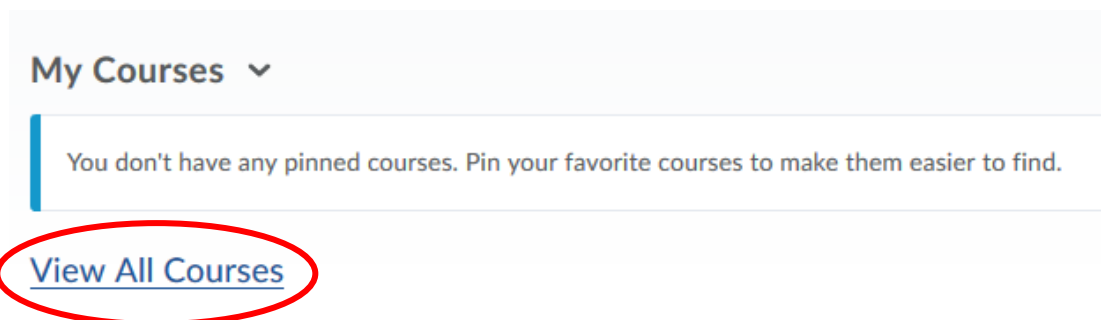 My Courses
You don't have any pinned courses. Pin your favorite courses to make them easier to find.
View All Courses